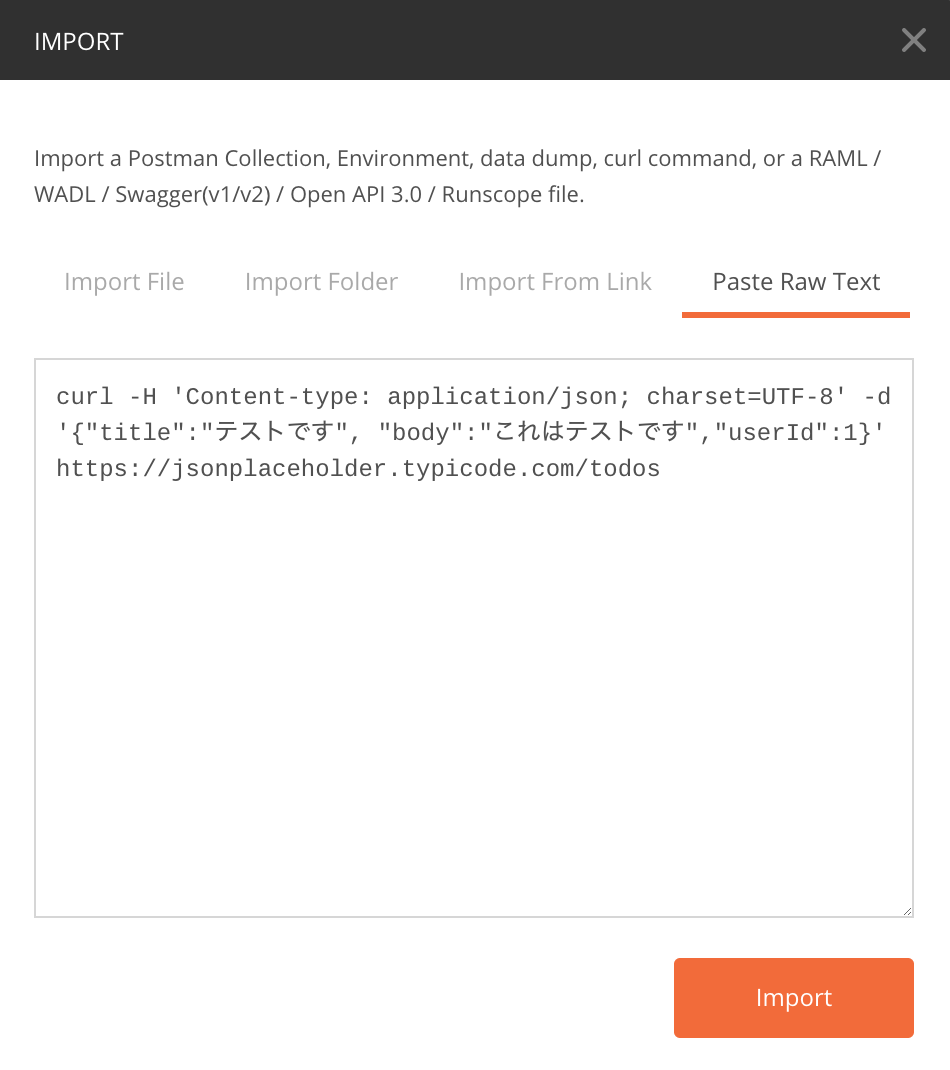 IMPORT
Import a Postman Collection, Environment, data dump, curl command, or a RAML /
WADL / Swagger(v1/v2) / Open API 3.0 / Runscope file.
Import File Import Folder Import From Link Paste Raw Text
curl -H 'Content-type: application/json; charset=UTF-8' -d
'{"title":"テストです", "body":"これはテストです","userId":1}'
https://jsonplaceholder.typicode.com/todos
Import